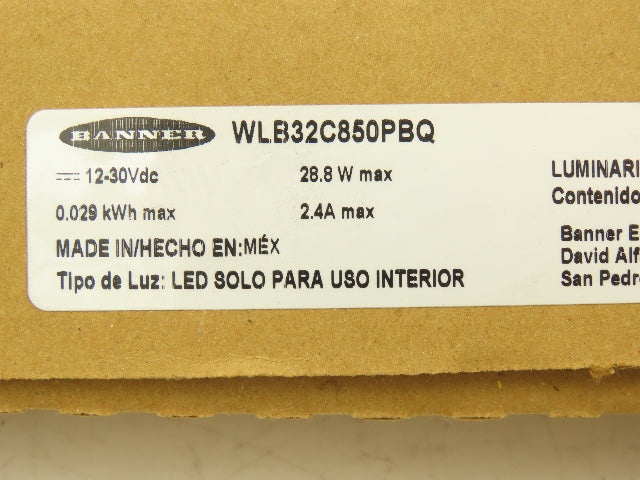 BANNER WLB32C850PBQ
12-30Vdc 28.8 W max
0.029 kWh max 2.4A max
MADE IN/HECHO EN:MÉX
Tipo de Luz: LED SOLO PARA USO INTERIOR
LUMINARI
Contenido
Banner E
David Alf
San Pedr